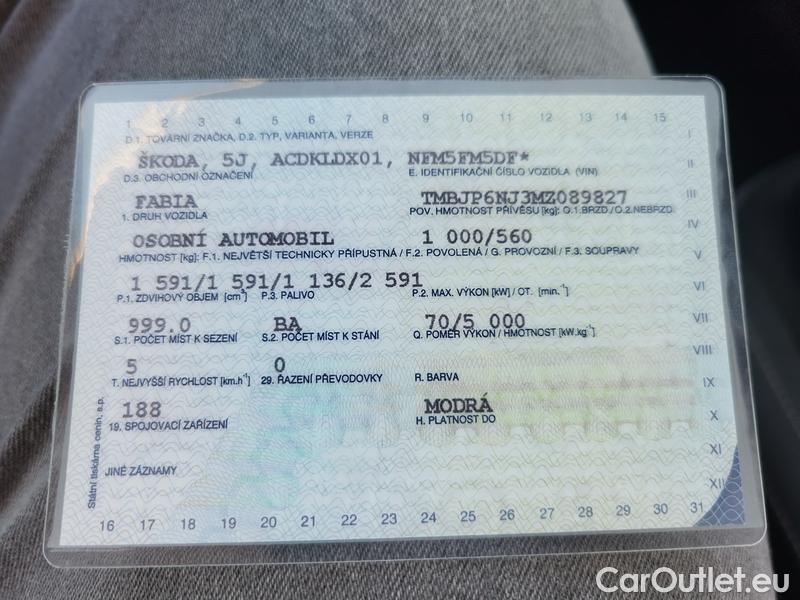 1 2 3 4 5 6 7 8 9 10 11 12 13 14 15
I
D.1. TOVÁRNÍ ZNAČKA, D.2. TYP, VARIANTA, VERZE
ŠKODA, 5J, ACDKLDX01, NFM5FM5DF*
II
D.3. OBCHODNÍ OZNAČENÍ E. IDENTIFIKAČNÍ ČÍSLO VOZIDLA (VIN)
FABIA TMBJP6NJ3MZ089827
III
1. DRUH VOZIDLA POV. HMOTNOST PŘÍVĚSU [kg]: O.1.BRZD./O.2.NEBRZD.
IV
OSOBNÍ AUTOMOBIL 1 000/560
HMOTNOST [kg]: F.1. NEJVĚTŠÍ TECHNICKY PŘÍPUSTNÁ / F.2. POVOLENÁ / G. PROVOZNÍ / F.3. SOUPRAVY
V
1 591/1 591/1 136/2 591
VI
P.1. ZDVIHOVÝ OBJEM [cm³] P.3. PALIVO P.2. MAX. VÝKON [kW] / OT. [min.⁻¹]
999.0 BA 70/5 000
VII
S.1. POČET MÍST K SEZENÍ S.2. POČET MÍST K STÁNÍ Q. POMĚR VÝKON / HMOTNOST [kW.kg⁻¹]
VIII
5 0
T. NEJVYŠŠÍ RYCHLOST [km.h⁻¹] 29. ŘAZENÍ PŘEVODOVKY R. BARVA
IX
188 MODRÁ
X
19. SPOJOVACÍ ZAŘÍZENÍ H. PLATNOST DO
XI
JINÉ ZÁZNAMY
XII
16 17 18 19 20 21 22 23 24 25 26 27 28 29 30 31
Státní tiskárna cenin, s.p.
CarOutlet.eu